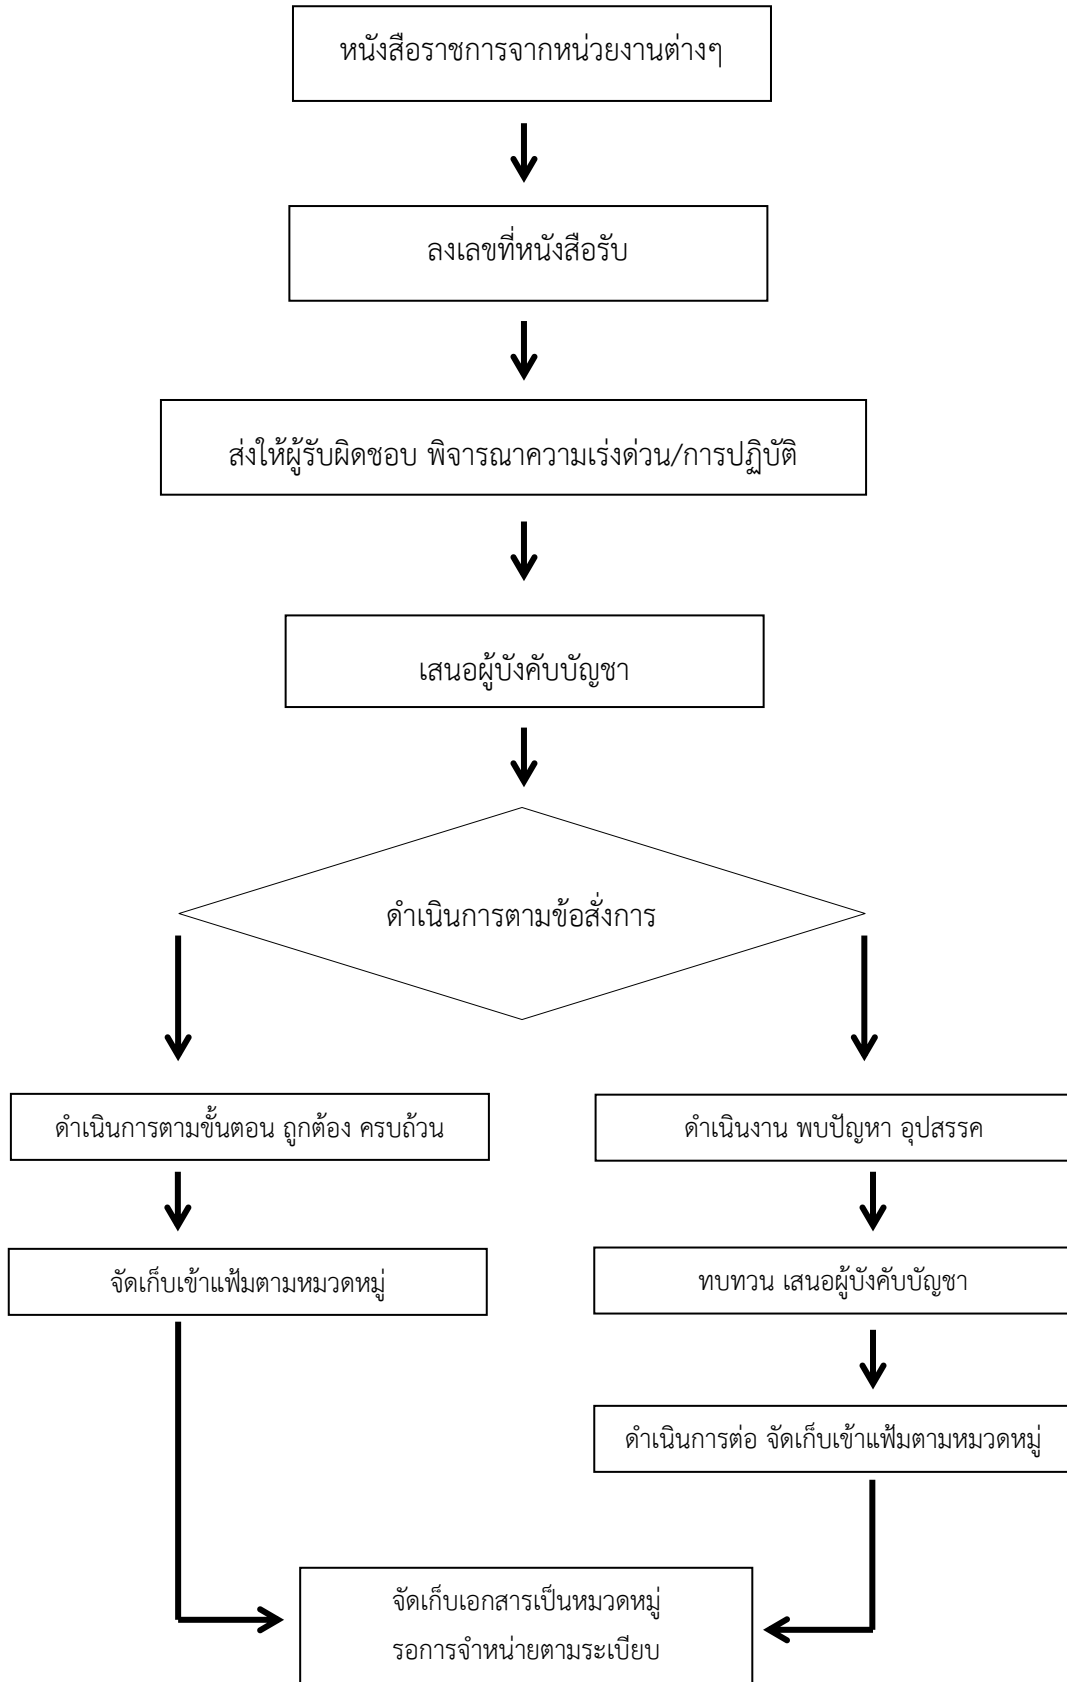 หนังสือราชการจากหน่วยงานต่างๆ
ลงเลขที่หนังสือรับ
ส่งให้ผู้รับผิดชอบ พิจารณาความเร่งด่วน/การปฏิบัติ
เสนอผู้บังคับบัญชา
ดำเนินการตามข้อสั่งการ
ดำเนินการตามขั้นตอน ถูกต้อง ครบถ้วน
จัดเก็บเข้าแฟ้มตามหมวดหมู่
ดำเนินงาน พบปัญหา อุปสรรค
ทบทวน เสนอผู้บังคับบัญชา
ดำเนินการต่อ จัดเก็บเข้าแฟ้มตามหมวดหมู่
จัดเก็บเอกสารเป็นหมวดหมู่
รอการจำหน่ายตามระเบียบ